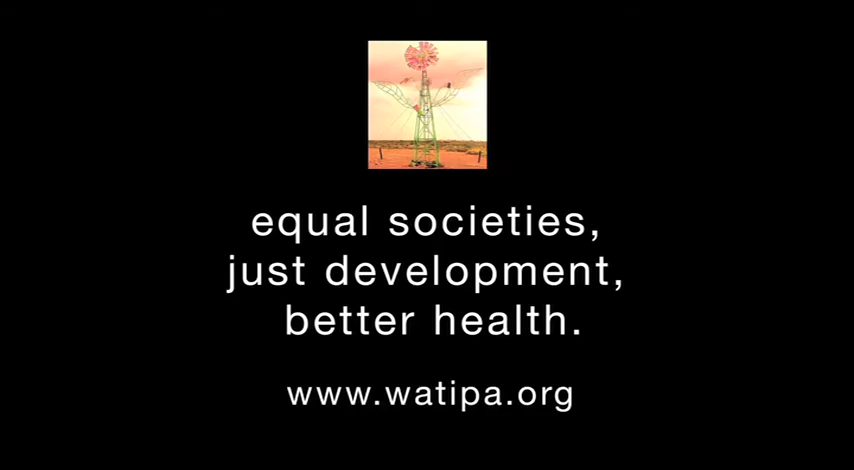 equal societies,
just development,
better health.
www.watipa.org